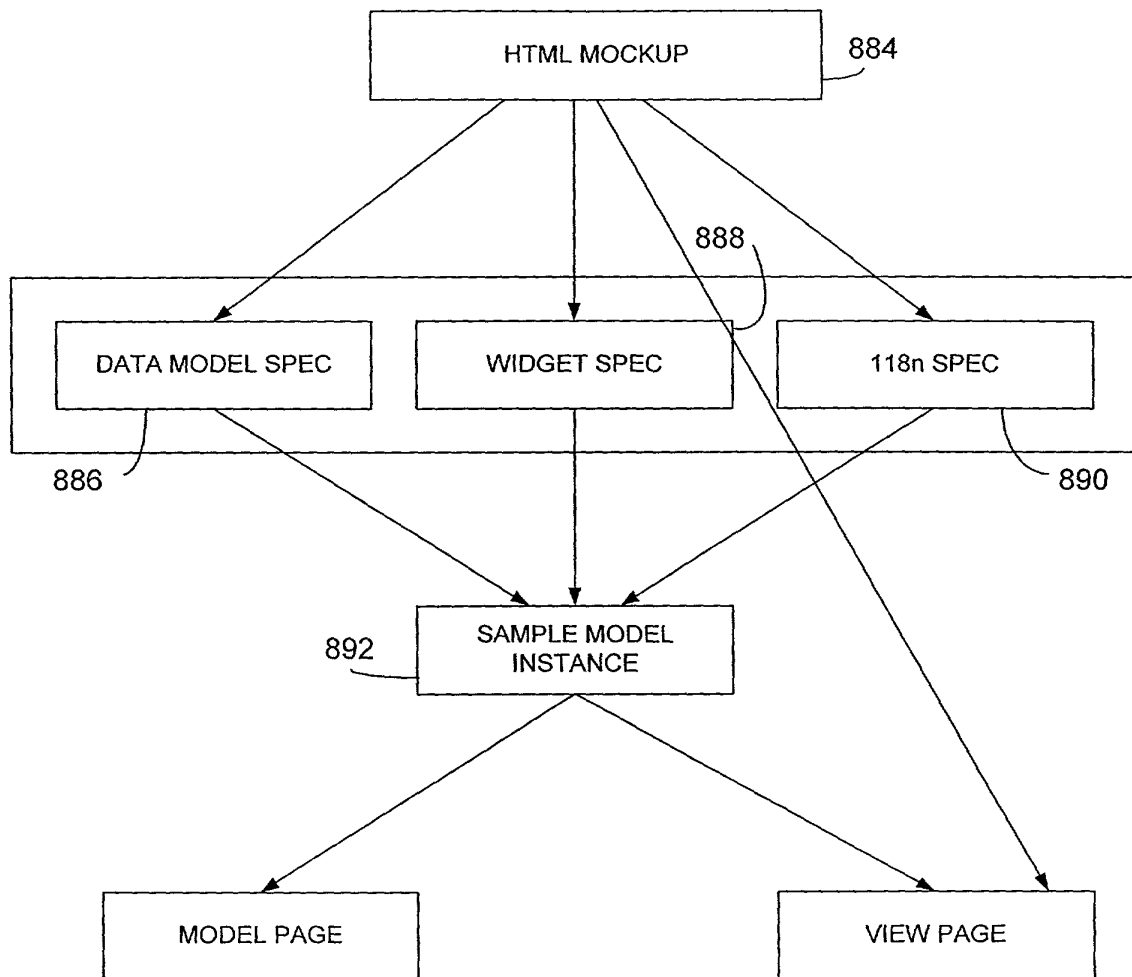 HTML MOCKUP
884
888
DATA MODEL SPEC
WIDGET SPEC
118n SPEC
886
890
892
SAMPLE MODEL
INSTANCE
MODEL PAGE
VIEW PAGE